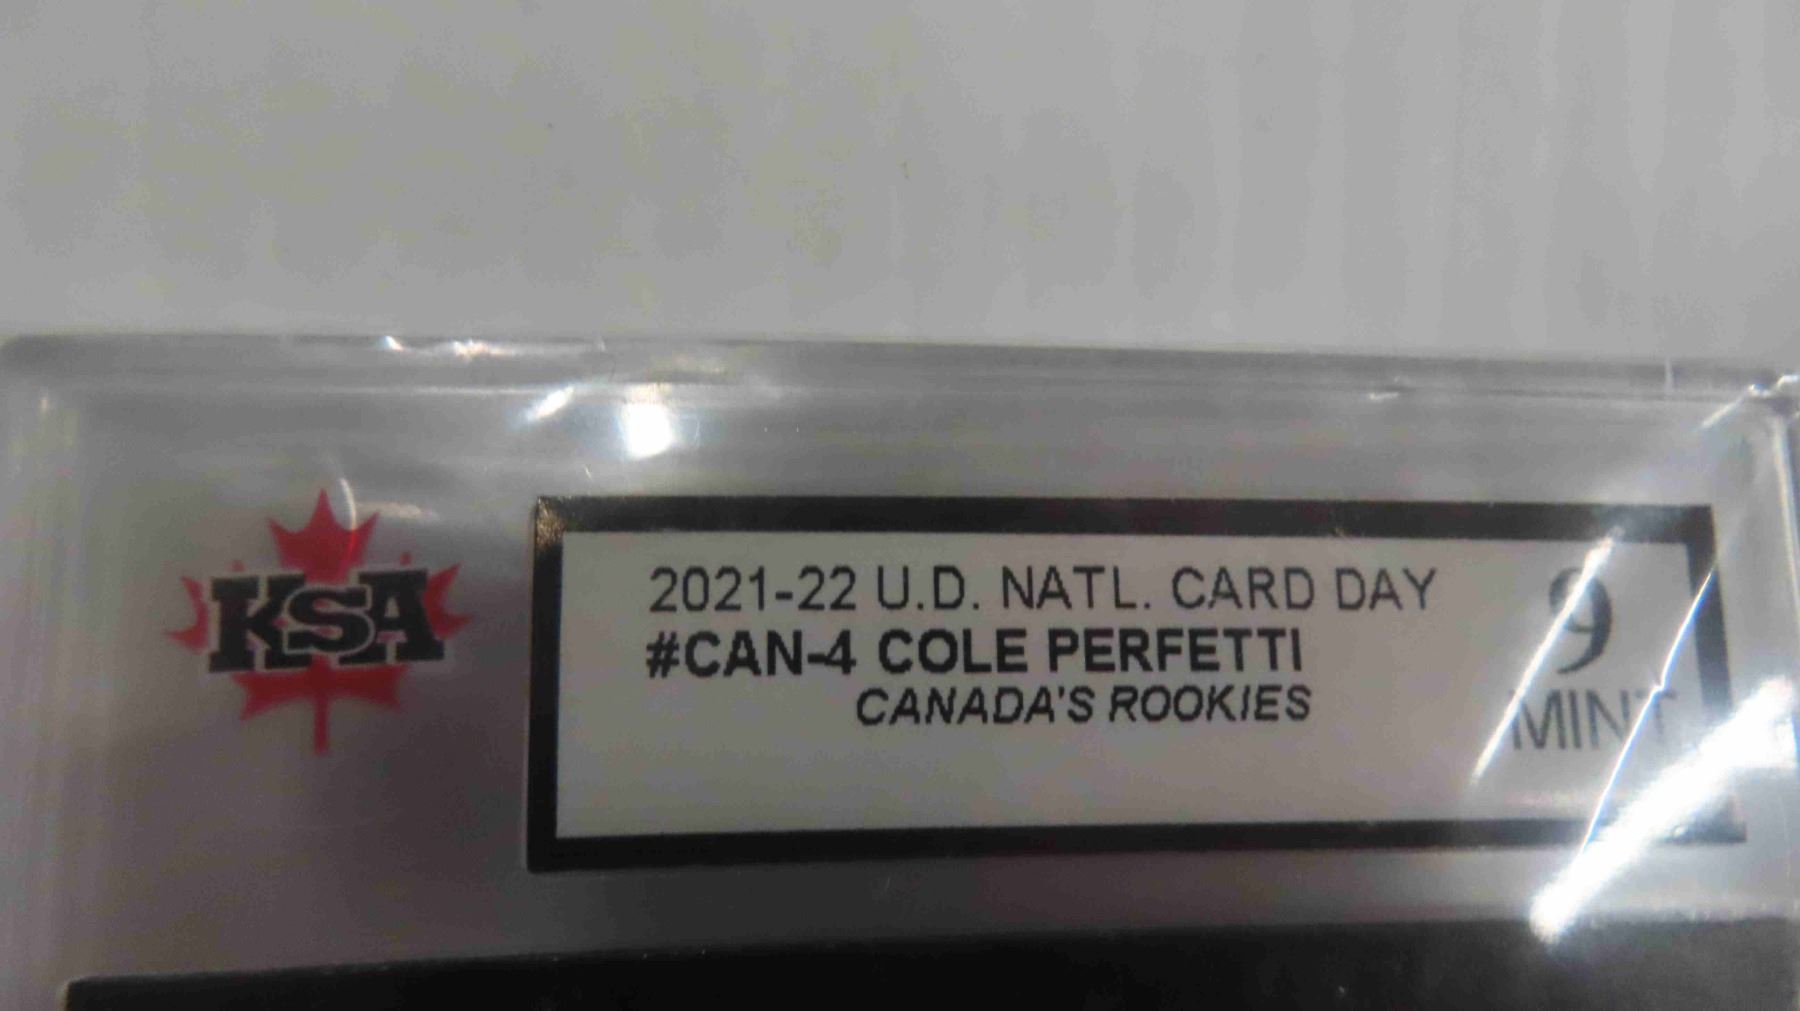 KSA
2021-22 U.D. NATL. CARD DAY
#CAN-4 COLE PERFETTI
CANADA'S ROOKIES
9
MINT